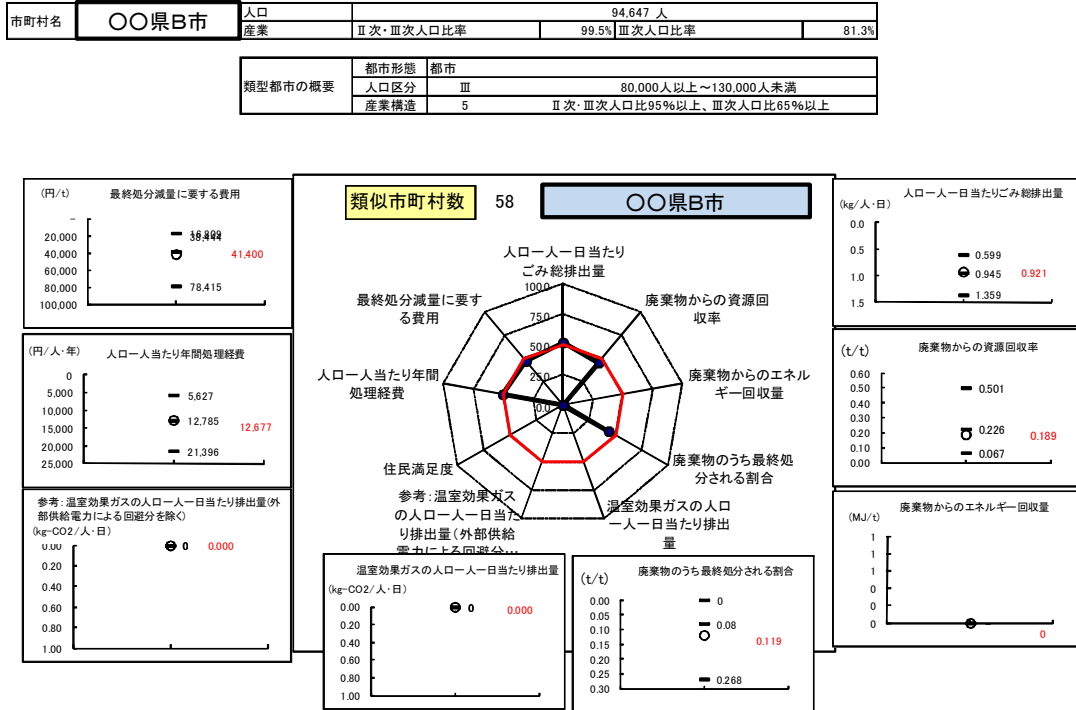 市町村名
〇〇県B市
人口
94,647 人
産業
Ⅱ次・Ⅲ次人口比率
99.5%
Ⅲ次人口比率
81.3%
類型都市の概要
都市形態
都市
人口区分
Ⅲ
80,000人以上～130,000人未満
産業構造
5
Ⅱ次・Ⅲ次人口比95%以上、Ⅲ次人口比65%以上
類似市町村数
58
〇〇県B市
(円/t)
最終処分減量に要する費用
-
20,000
40,000
60,000
80,000
100,000
38,444
41,400
78,415
(円/人・年)
人口一人当たり年間処理経費
0
5,000
10,000
15,000
20,000
25,000
5,627
12,785
12,677
21,396
参考:温室効果ガスの人口一人一日当たり排出量(外
部供給電力による回避分を除く)
(kg-CO2/人・日)
0.00
0.20
0.40
0.60
0.80
1.00
0
0.000
人口一人一日当たり
ごみ総排出量
廃棄物からの資源回
収率
廃棄物からのエネル
ギー回収量
廃棄物のうち最終処
分される割合
温室効果ガスの人口
一人一日当たり排出
量
参考:温室効果ガス
の人口一人一日当た
り排出量(外部供給
電力による回避分…
住民満足度
人口一人当たり年間
処理経費
最終処分減量に要す
る費用
100.0
75.0
50.0
25.0
0.0
温室効果ガスの人口一人一日当たり排出量
(kg-CO2/人・日)
0.00
0.20
0.40
0.60
0.80
1.00
0
0.000
廃棄物のうち最終処分される割合
(t/t)
0.00
0.05
0.10
0.15
0.20
0.25
0.30
0
0.08
0.119
0.268
人口一人一日当たりごみ総排出量
(kg/人・日)
0.0
0.5
1.0
1.5
0.599
0.945
0.921
1.359
廃棄物からの資源回収率
(t/t)
0.60
0.50
0.40
0.30
0.20
0.10
0.00
0.501
0.226
0.189
0.067
廃棄物からのエネルギー回収量
(MJ/t)
1
1
1
0
0
0
-
0